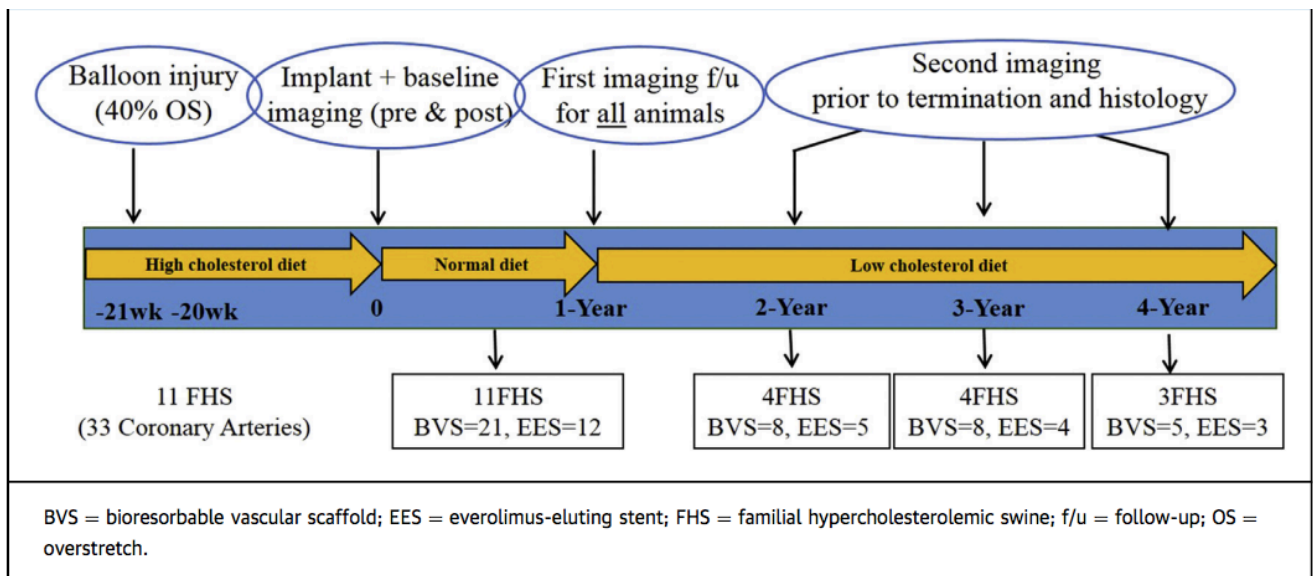 Balloon injury
(40% OS)
Implant + baseline
imaging (pre & post)
First imaging f/u
for all animals
Second imaging
prior to termination and histology
High cholesterol diet
Normal diet
Low cholesterol diet
-21wk -20wk
0
1-Year
2-Year
3-Year
4-Year
11 FHS
(33 Coronary Arteries)
11FHS
BVS=21, EES=12
4FHS
BVS=8, EES=5
4FHS
BVS=8, EES=4
3FHS
BVS=5, EES=3
BVS = bioresorbable vascular scaffold; EES = everolimus-eluting stent; FHS = familial hypercholesterolemic swine; f/u = follow-up; OS =
overstretch.